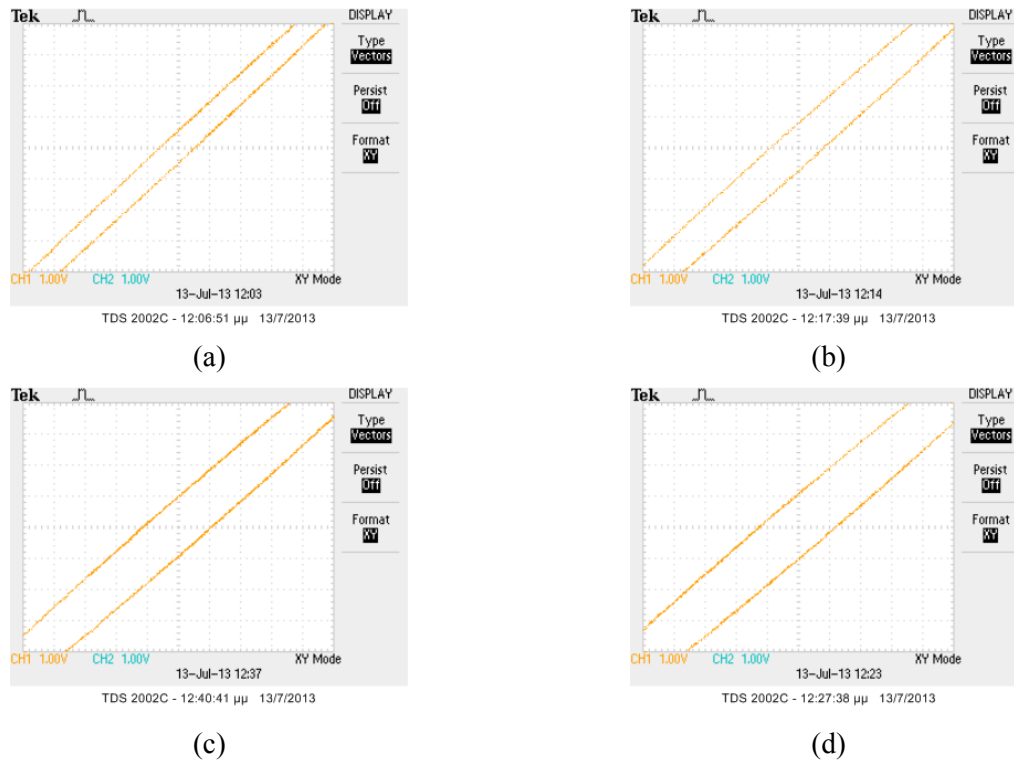 Tek
DISPLAY
Type
Vectors
Persist
Off
Format
XY
CH1 1.00V CH2 1.00V XY Mode
13-Jul-13 12:03
TDS 2002C - 12:06:51 μμ 13/7/2013
(a)
Tek
DISPLAY
Type
Vectors
Persist
Off
Format
XY
CH1 1.00V CH2 1.00V XY Mode
13-Jul-13 12:14
TDS 2002C - 12:17:39 μμ 13/7/2013
(b)
Tek
DISPLAY
Type
Vectors
Persist
Off
Format
XY
CH1 1.00V CH2 1.00V XY Mode
13-Jul-13 12:37
TDS 2002C - 12:40:41 μμ 13/7/2013
(c)
Tek
DISPLAY
Type
Vectors
Persist
Off
Format
XY
CH1 1.00V CH2 1.00V XY Mode
13-Jul-13 12:23
TDS 2002C - 12:27:38 μμ 13/7/2013
(d)